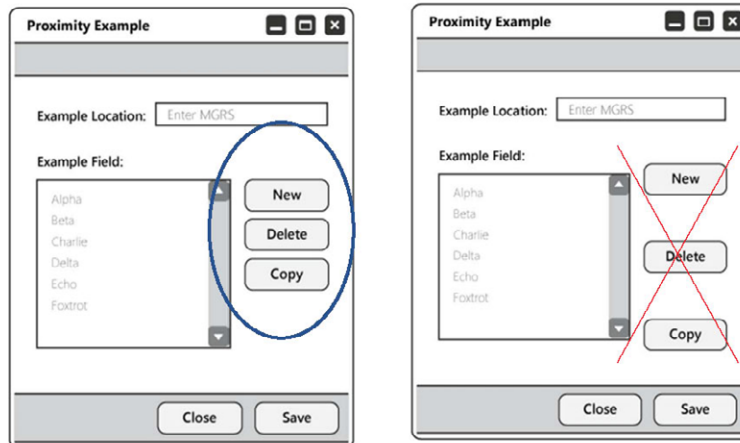 Proximity Example
Example Location: Enter MGRS
Example Field:
Alpha
Beta
Charlie
Delta
Echo
Foxtrot
New
Delete
Copy
Close Save
Proximity Example
Example Location: Enter MGRS
Example Field:
Alpha
Beta
Charlie
Delta
Echo
Foxtrot
New
Delete
Copy
Close Save